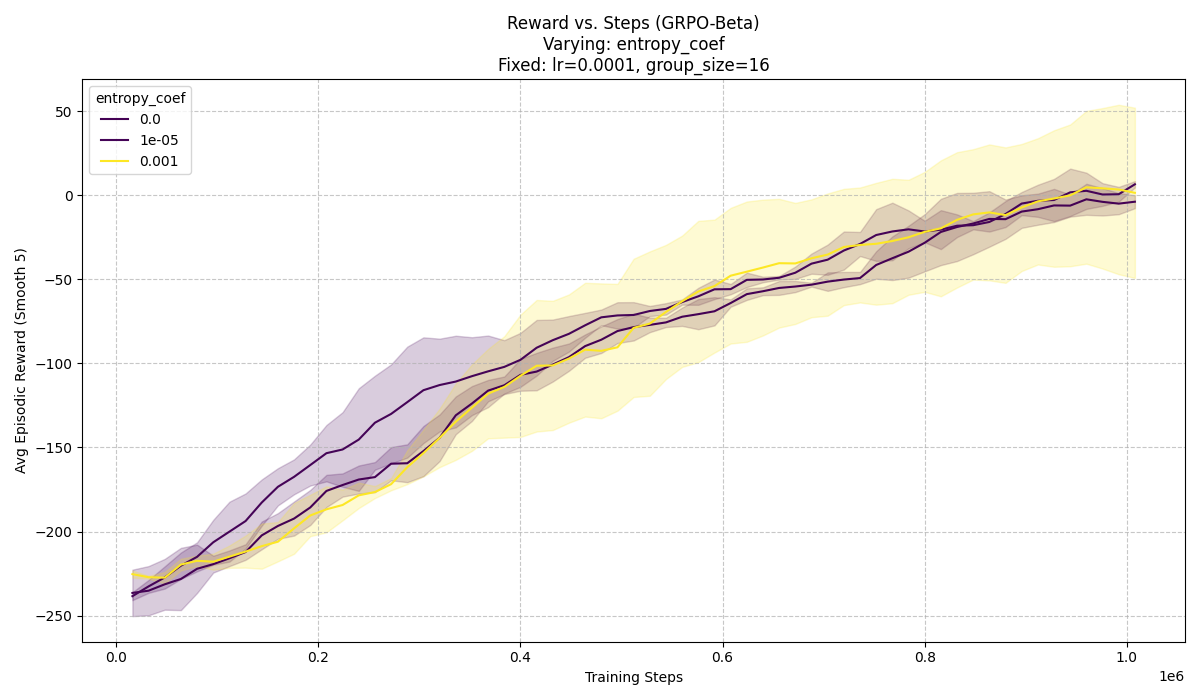 Reward vs. Steps (GRPO-Beta)
Varying: entropy_coef
Fixed: lr=0.0001, group_size=16
entropy_coef
0.0
1e-05
0.001
50
0
−50
−100
−150
−200
−250
Avg Episodic Reward (Smooth 5)
0.0
0.2
0.4
0.6
0.8
1.0
1e6
Training Steps